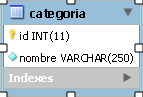 categoria
id INT(11)
nombre VARCHAR(250)
Indexes